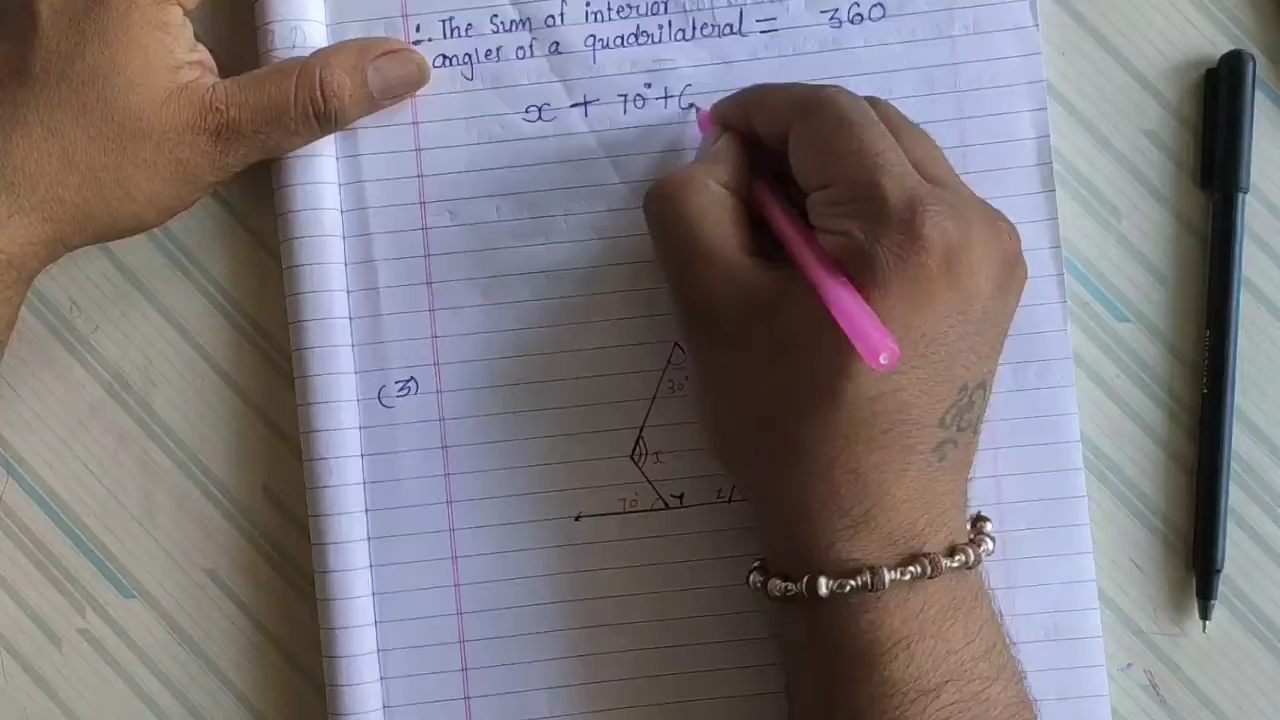 ∴ The Sum of interior
angles of a quadrilateral = 360
x + 70° + 6
(3)
30°
x
70° y z